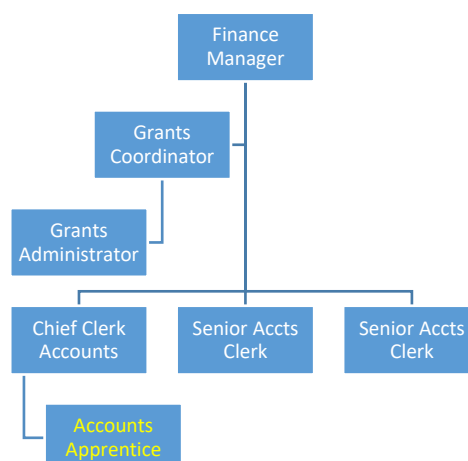 Finance
Manager
Grants
Coordinator
Grants
Administrator
Chief Clerk
Accounts
Senior Accts
Clerk
Senior Accts
Clerk
Accounts
Apprentice